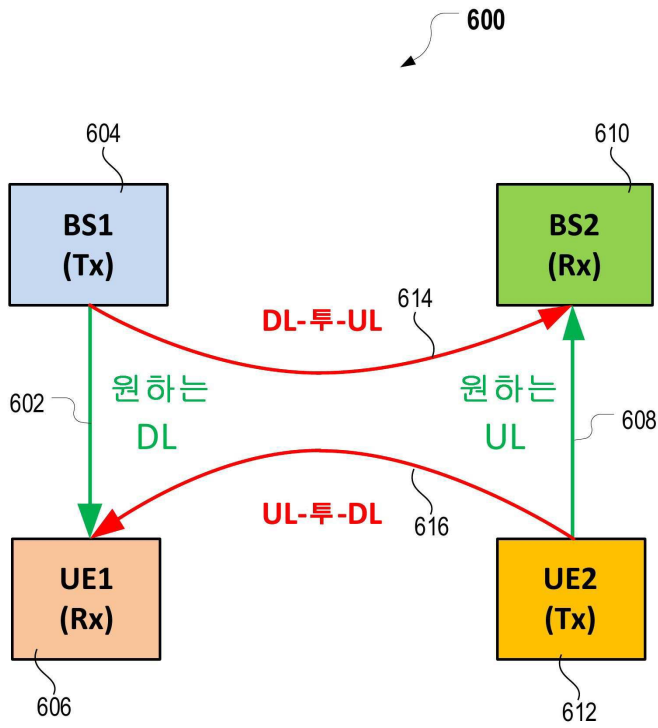 600
604
610
BS1
(Tx)
BS2
(Rx)
DL-투-UL
614
602
원하는
DL
원하는
UL
608
UL-투-DL
616
UE1
(Rx)
UE2
(Tx)
606
612